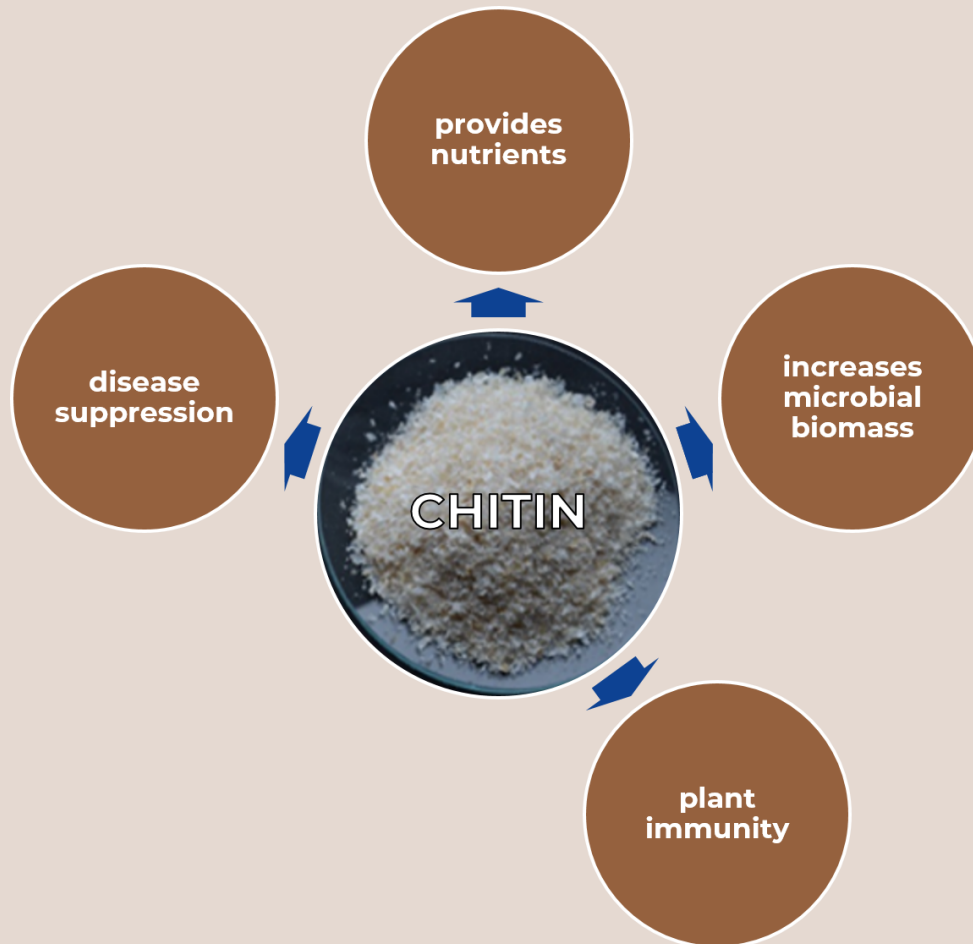 provides
nutrients
disease
suppression
increases
microbial
biomass
CHITIN
plant
immunity